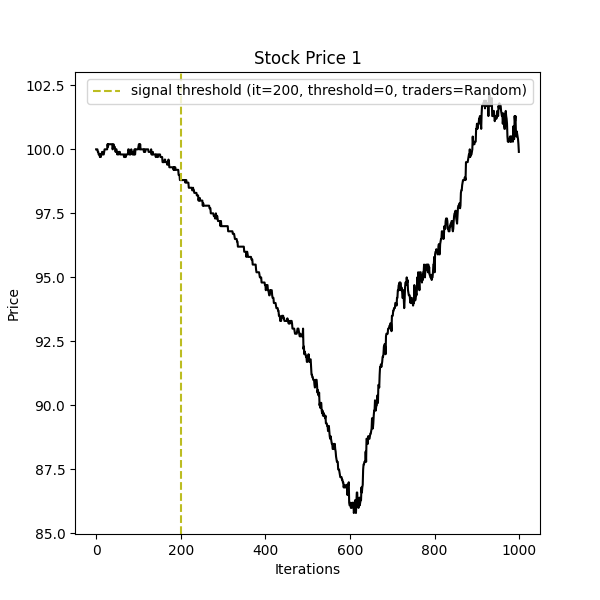 Stock Price 1
signal threshold (it=200, threshold=0, traders=Random)
102.5
100.0
97.5
95.0
92.5
90.0
87.5
85.0
Price
0 200 400 600 800 1000
Iterations